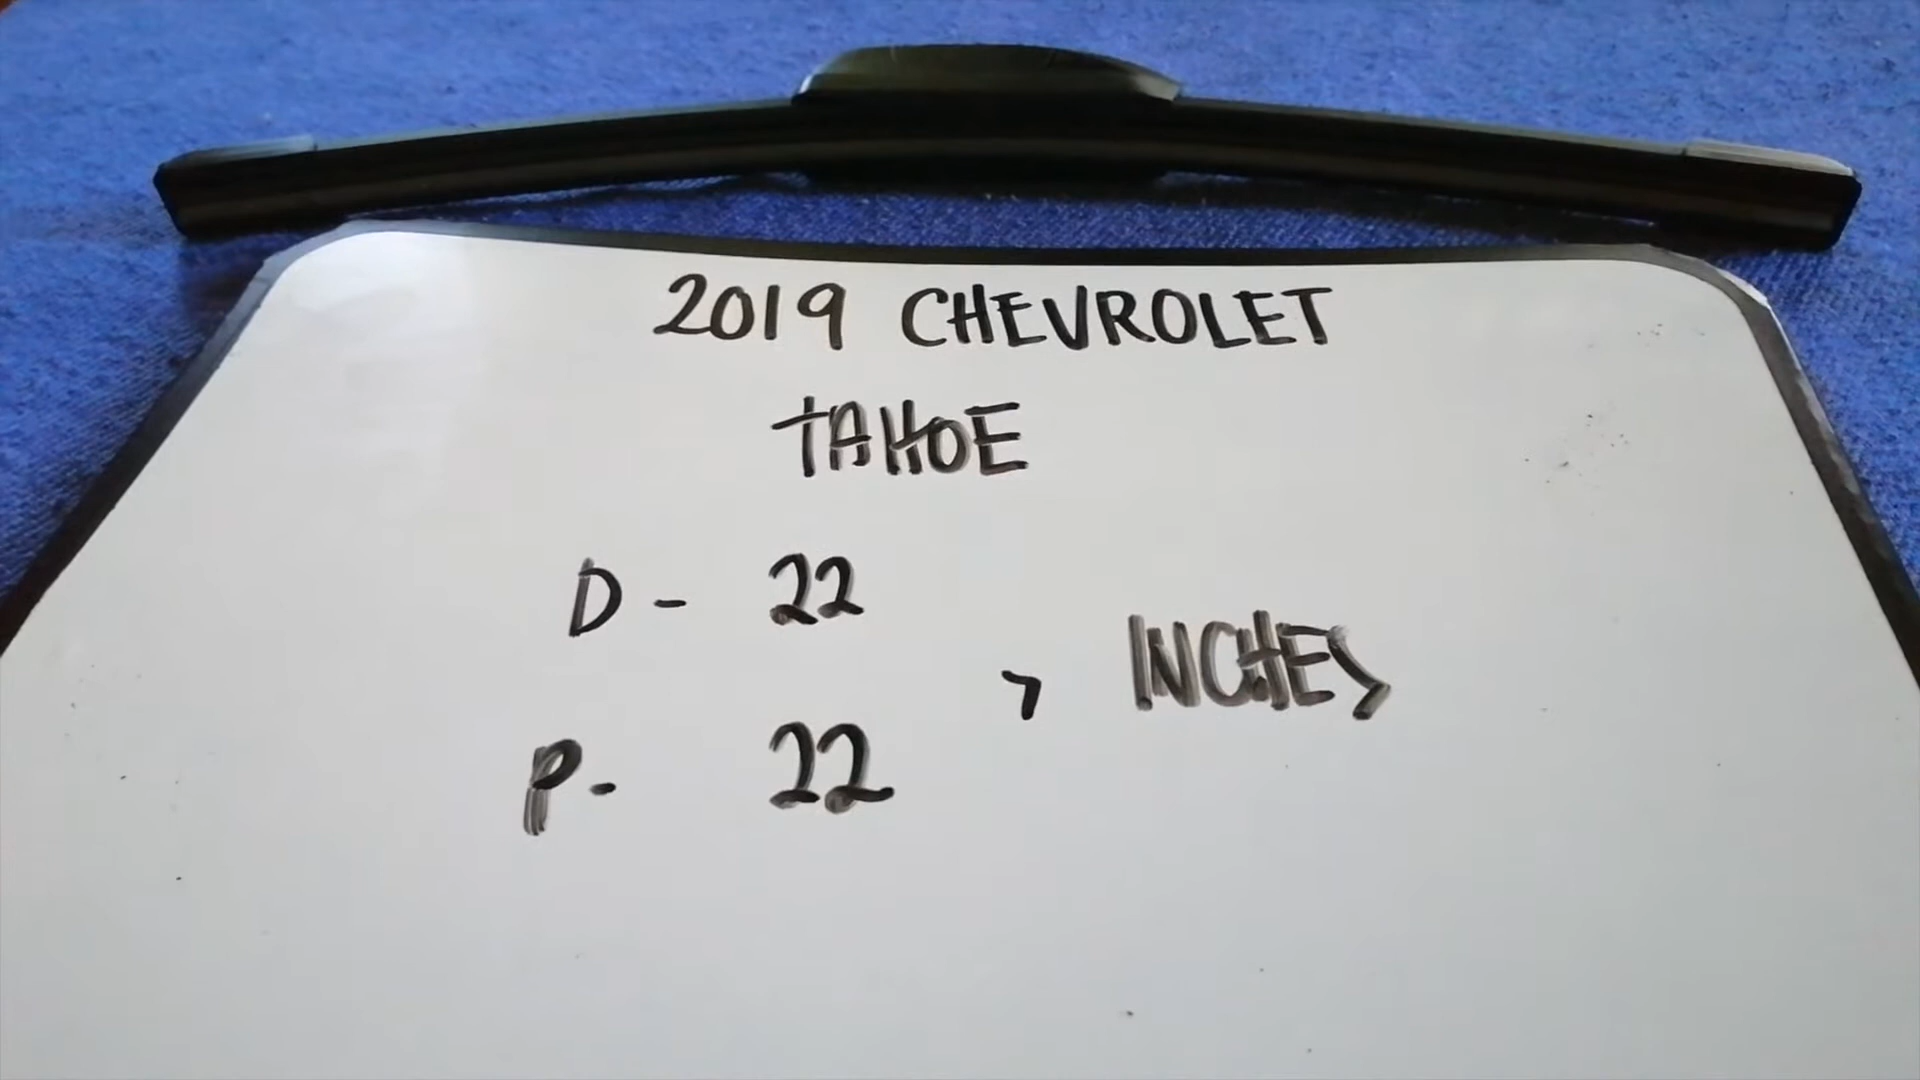 2019 CHEVROLET
TAHOE
D - 22
P - 22
> INCHES